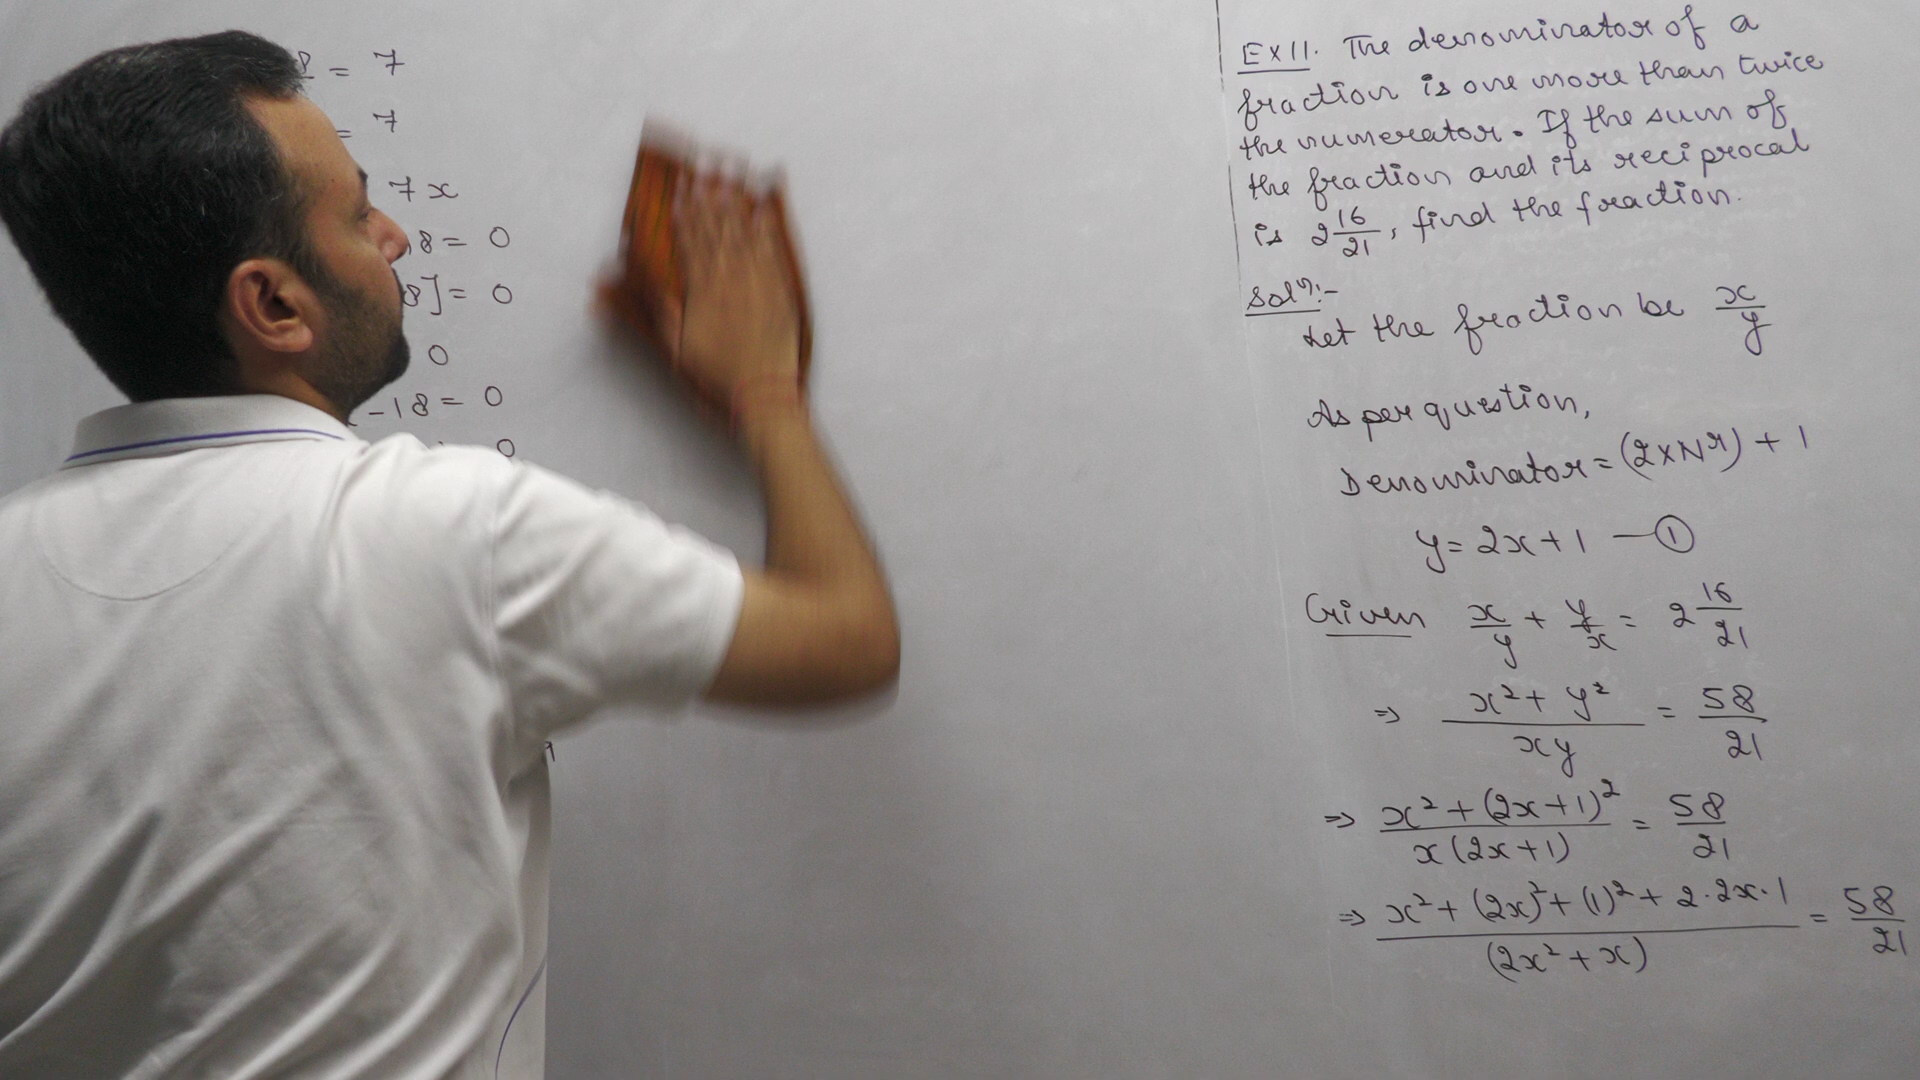 8 = 7
= 7
7x
18 = 0
8] = 0
0
-18 = 0
0
EX 11. The denominator of a
fraction is one more than twice
the numerator. If the sum of
the fraction and its reciprocal
is 2 16/21, find the fraction.
Solⁿ:-
Let the fraction be x/y
As per question,
Denominator = (2×Nʳ) + 1
y = 2x + 1 — ①
Given x/y + y/x = 2 16/21
⇒ (x² + y²)/(xy) = 58/21
⇒ (x² + (2x+1)²)/(x(2x+1)) = 58/21
⇒ (x² + (2x)² + (1)² + 2·2x·1)/(2x² + x) = 58/21